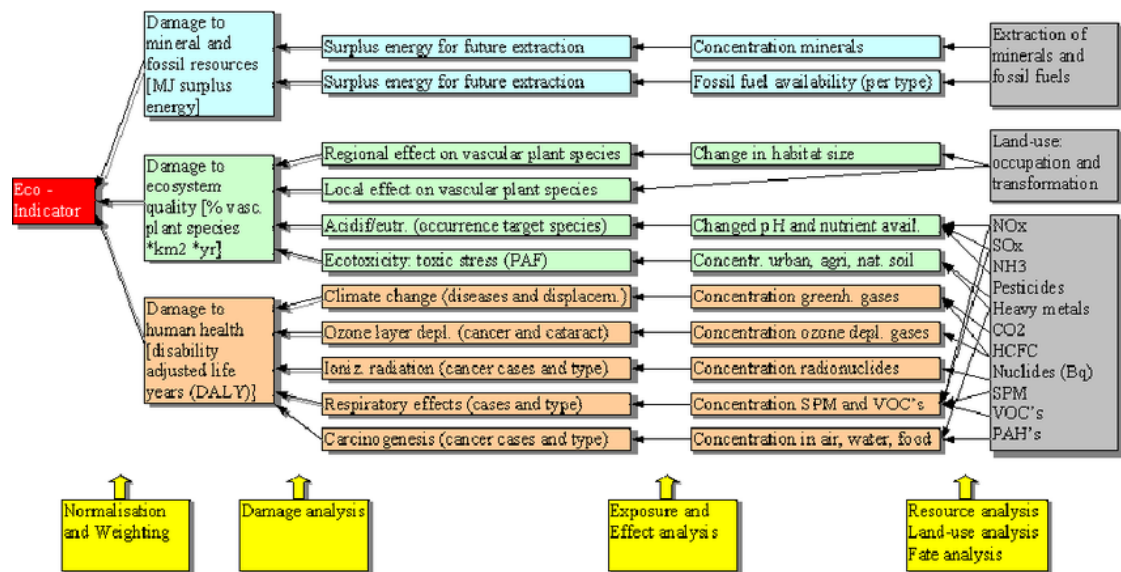 Damage to
mineral and
fossil resources
[MJ surplus
energy]
Surplus energy for future extraction
Concentration minerals
Extraction of
minerals and
fossil fuels
Surplus energy for future extraction
Fossil fuel availability (per type)
Eco -
Indicator
Damage to
ecosystem
quality [% vasc.
plant species
*km2 *yr]
Regional effect on vascular plant species
Change in habitat size
Land-use:
occupation and
transformation
Local effect on vascular plant species
Acidif/eutr. (occurrence target species)
Changed pH and nutrient avail.
Ecotoxicity: toxic stress (PAF)
Concentr. urban, agri, nat. soil
Damage to
human health
[disability
adjusted life
years (DALY)]
Climate change (diseases and displacem.)
Concentration greenh. gases
Ozone layer depl. (cancer and cataract)
Concentration ozone depl. gases
Ioniz. radiation (cancer cases and type)
Concentration radionuclides
Respiratory effects (cases and type)
Concentration SPM and VOC's
Carcinogenesis (cancer cases and type)
Concentration in air, water, food
NOx
SOx
NH3
Pesticides
Heavy metals
CO2
HCFC
Nuclides (Bq)
SPM
VOC's
PAH's
Normalisation
and Weighting
Damage analysis
Exposure and
Effect analysis
Resource analysis
Land-use analysis
Fate analysis